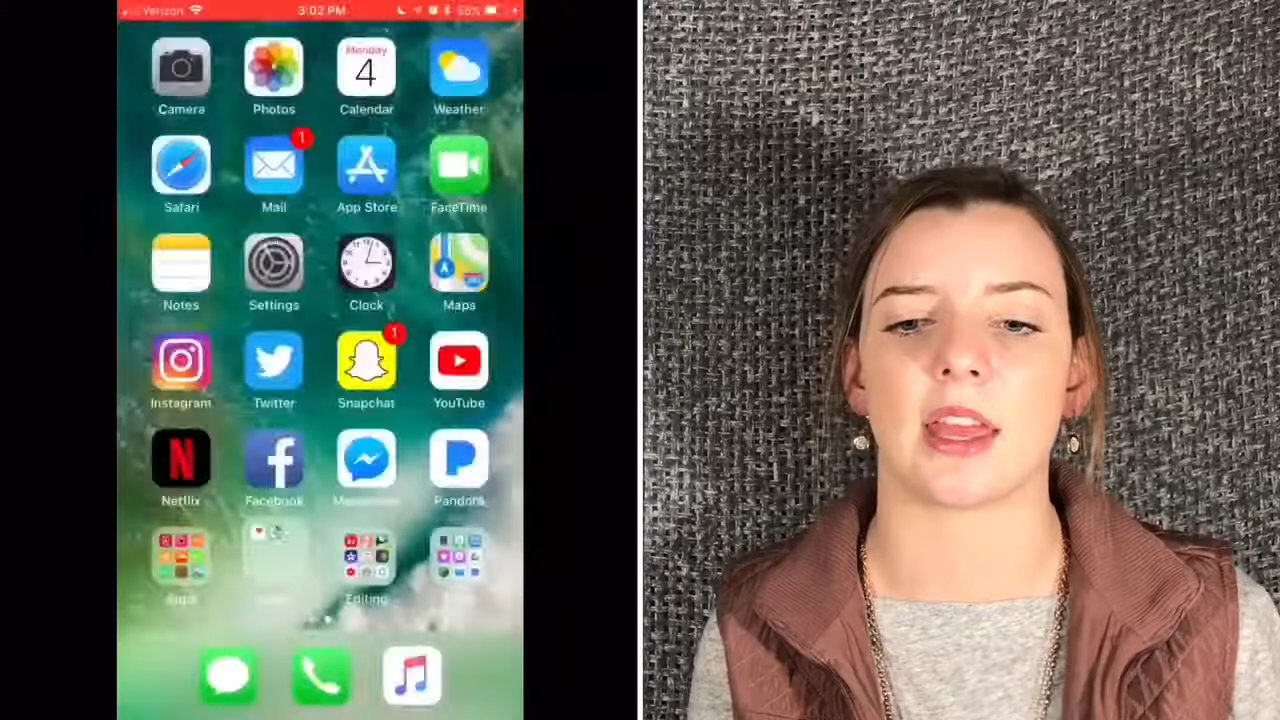 Verizon 3:02 PM
Camera Photos Monday 4 Calendar Weather
1
Safari Mail App Store FaceTime
Notes Settings Clock Maps
1
Instagram Twitter Snapchat YouTube
Netflix Facebook Messenger Pandora
Editing